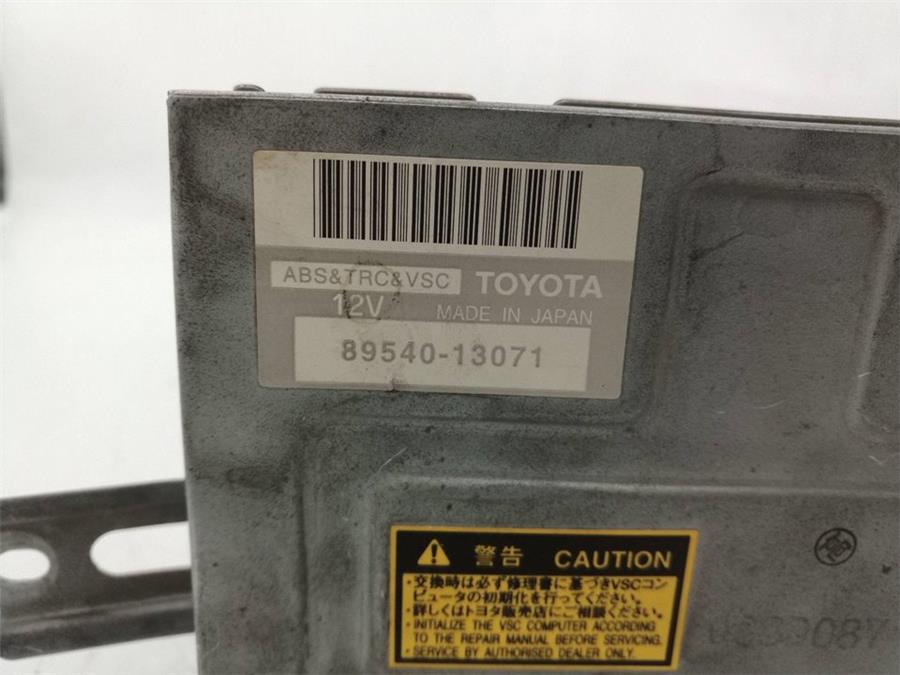 ABS&TRC&VSC TOYOTA
12V MADE IN JAPAN
89540-13071
警告 CAUTION
・交換時は必ず修理書に基づきVSCコン
ピュータの初期化を行ってください。
・詳しくはトヨタ販売店にご相談ください。
・INITIALIZE THE VSC COMPUTER ACCORDING
TO THE REPAIR MANUAL BEFORE SERVICING.
・SERVICE BY AUTHORISED DEALER ONLY.